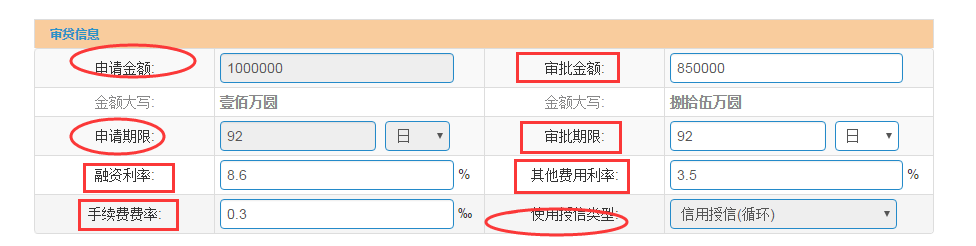 审贷信息
申请金额: 1000000 审批金额: 850000
金额大写: 壹佰万圆 金额大写: 捌拾伍万圆
申请期限: 92 日 审批期限: 92 日
融资利率: 8.6 % 其他费用利率: 3.5 %
手续费费率: 0.3 ‰ 使用授信类型: 信用授信(循环)